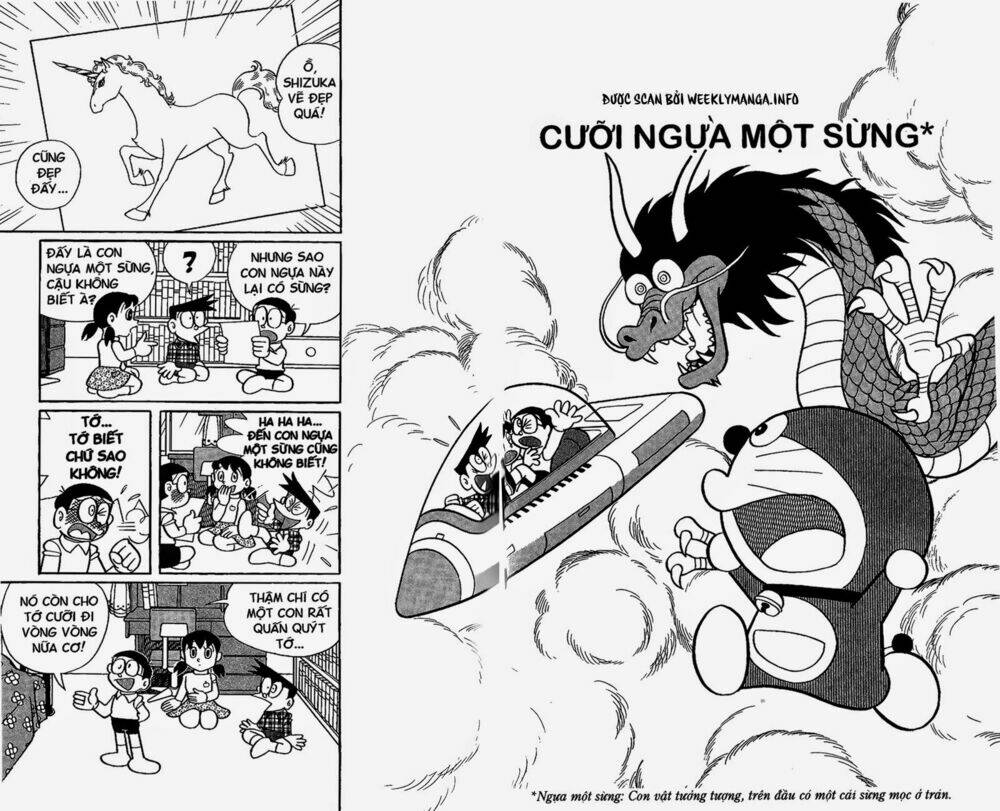 ĐƯỢC SCAN BỞI WEEKLYMANGA.INFO
CƯỠI NGỰA MỘT SỪNG*
*Ngựa một sừng: Con vật tưởng tượng, trên đầu có một cái sừng mọc ở trán.
Ồ,
SHIZUKA
VẼ ĐẸP
QUÁ!
CŨNG
ĐẸP
ĐẤY...
NHƯNG SAO
CON NGỰA NÀY
LẠI CÓ SỪNG?
?
ĐẤY LÀ CON
NGỰA MỘT SỪNG,
CẬU KHÔNG
BIẾT À?
HA HA HA...
ĐẾN CON NGỰA
MỘT SỪNG CŨNG
KHÔNG BIẾT!
TỚ...
TỚ BIẾT
CHỨ SAO
KHÔNG!
THẬM CHÍ CÓ
MỘT CON RẤT
QUẤN QUÝT
TỚ...
NÓ CÒN CHO
TỚ CƯỠI ĐI
VÒNG VÒNG
NỮA CƠ!